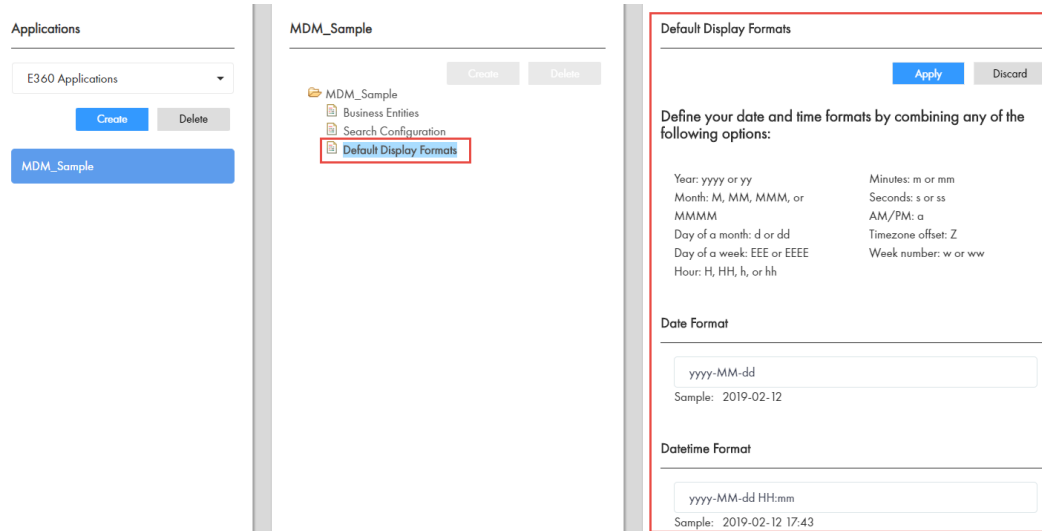 Applications
E360 Applications
Create Delete
MDM_Sample
MDM_Sample
Create Delete
MDM_Sample
Business Entities
Search Configuration
Default Display Formats
Default Display Formats
Apply Discard
Define your date and time formats by combining any of the
following options:
Year: yyyy or yy
Month: M, MM, MMM, or
MMMM
Day of a month: d or dd
Day of a week: EEE or EEEE
Hour: H, HH, h, or hh
Minutes: m or mm
Seconds: s or ss
AM/PM: a
Timezone offset: Z
Week number: w or ww
Date Format
yyyy-MM-dd
Sample: 2019-02-12
Datetime Format
yyyy-MM-dd HH:mm
Sample: 2019-02-12 17:43